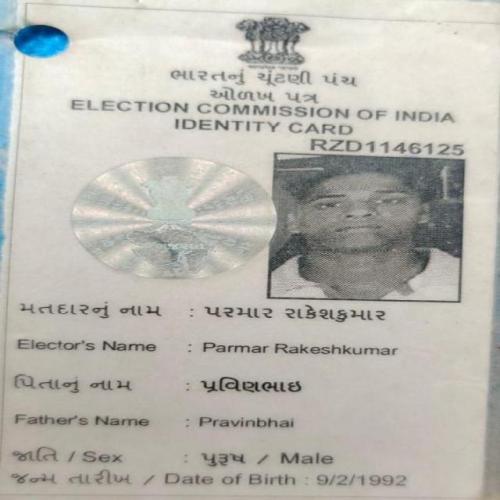 ભારતનું ચૂંટણી પંચ
ઓળખ પત્ર
ELECTION COMMISSION OF INDIA
IDENTITY CARD
RZD1146125
મતદારનું નામ : પરમાર રાકેશકુમાર
Elector's Name : Parmar Rakeshkumar
પિતાનું નામ : પ્રવિણભાઇ
Father's Name : Pravinbhai
જાતિ / Sex : પુરૂષ / Male
જન્મ તારીખ / Date of Birth : 9/2/1992